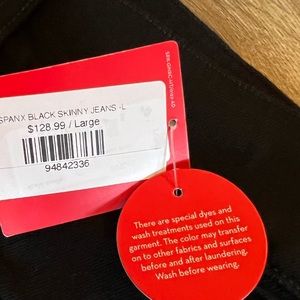 SPANX BLACK SKINNY JEANS -L
$128.99 / Large
94842336
There are special dyes and
wash treatments used on this
garment. The color may transfer
on to other fabrics and surfaces
before and after laundering.
Wash before wearing.